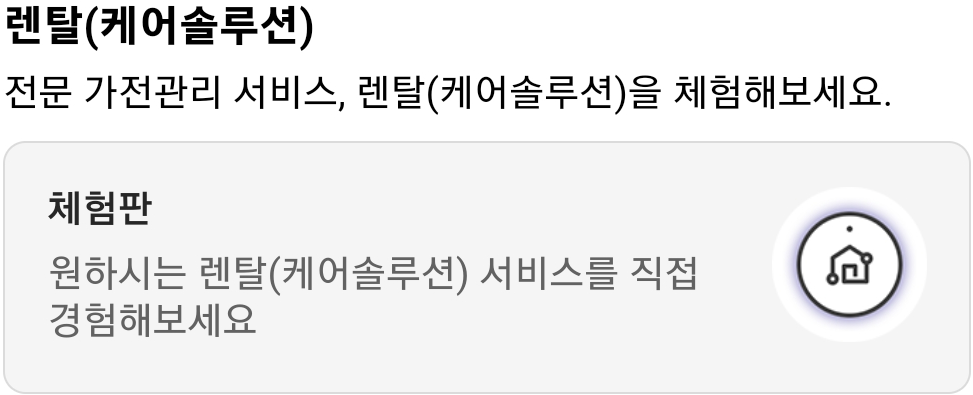 렌탈(케어솔루션)
전문 가전관리 서비스, 렌탈(케어솔루션)을 체험해보세요.
체험판
원하시는 렌탈(케어솔루션) 서비스를 직접
경험해보세요